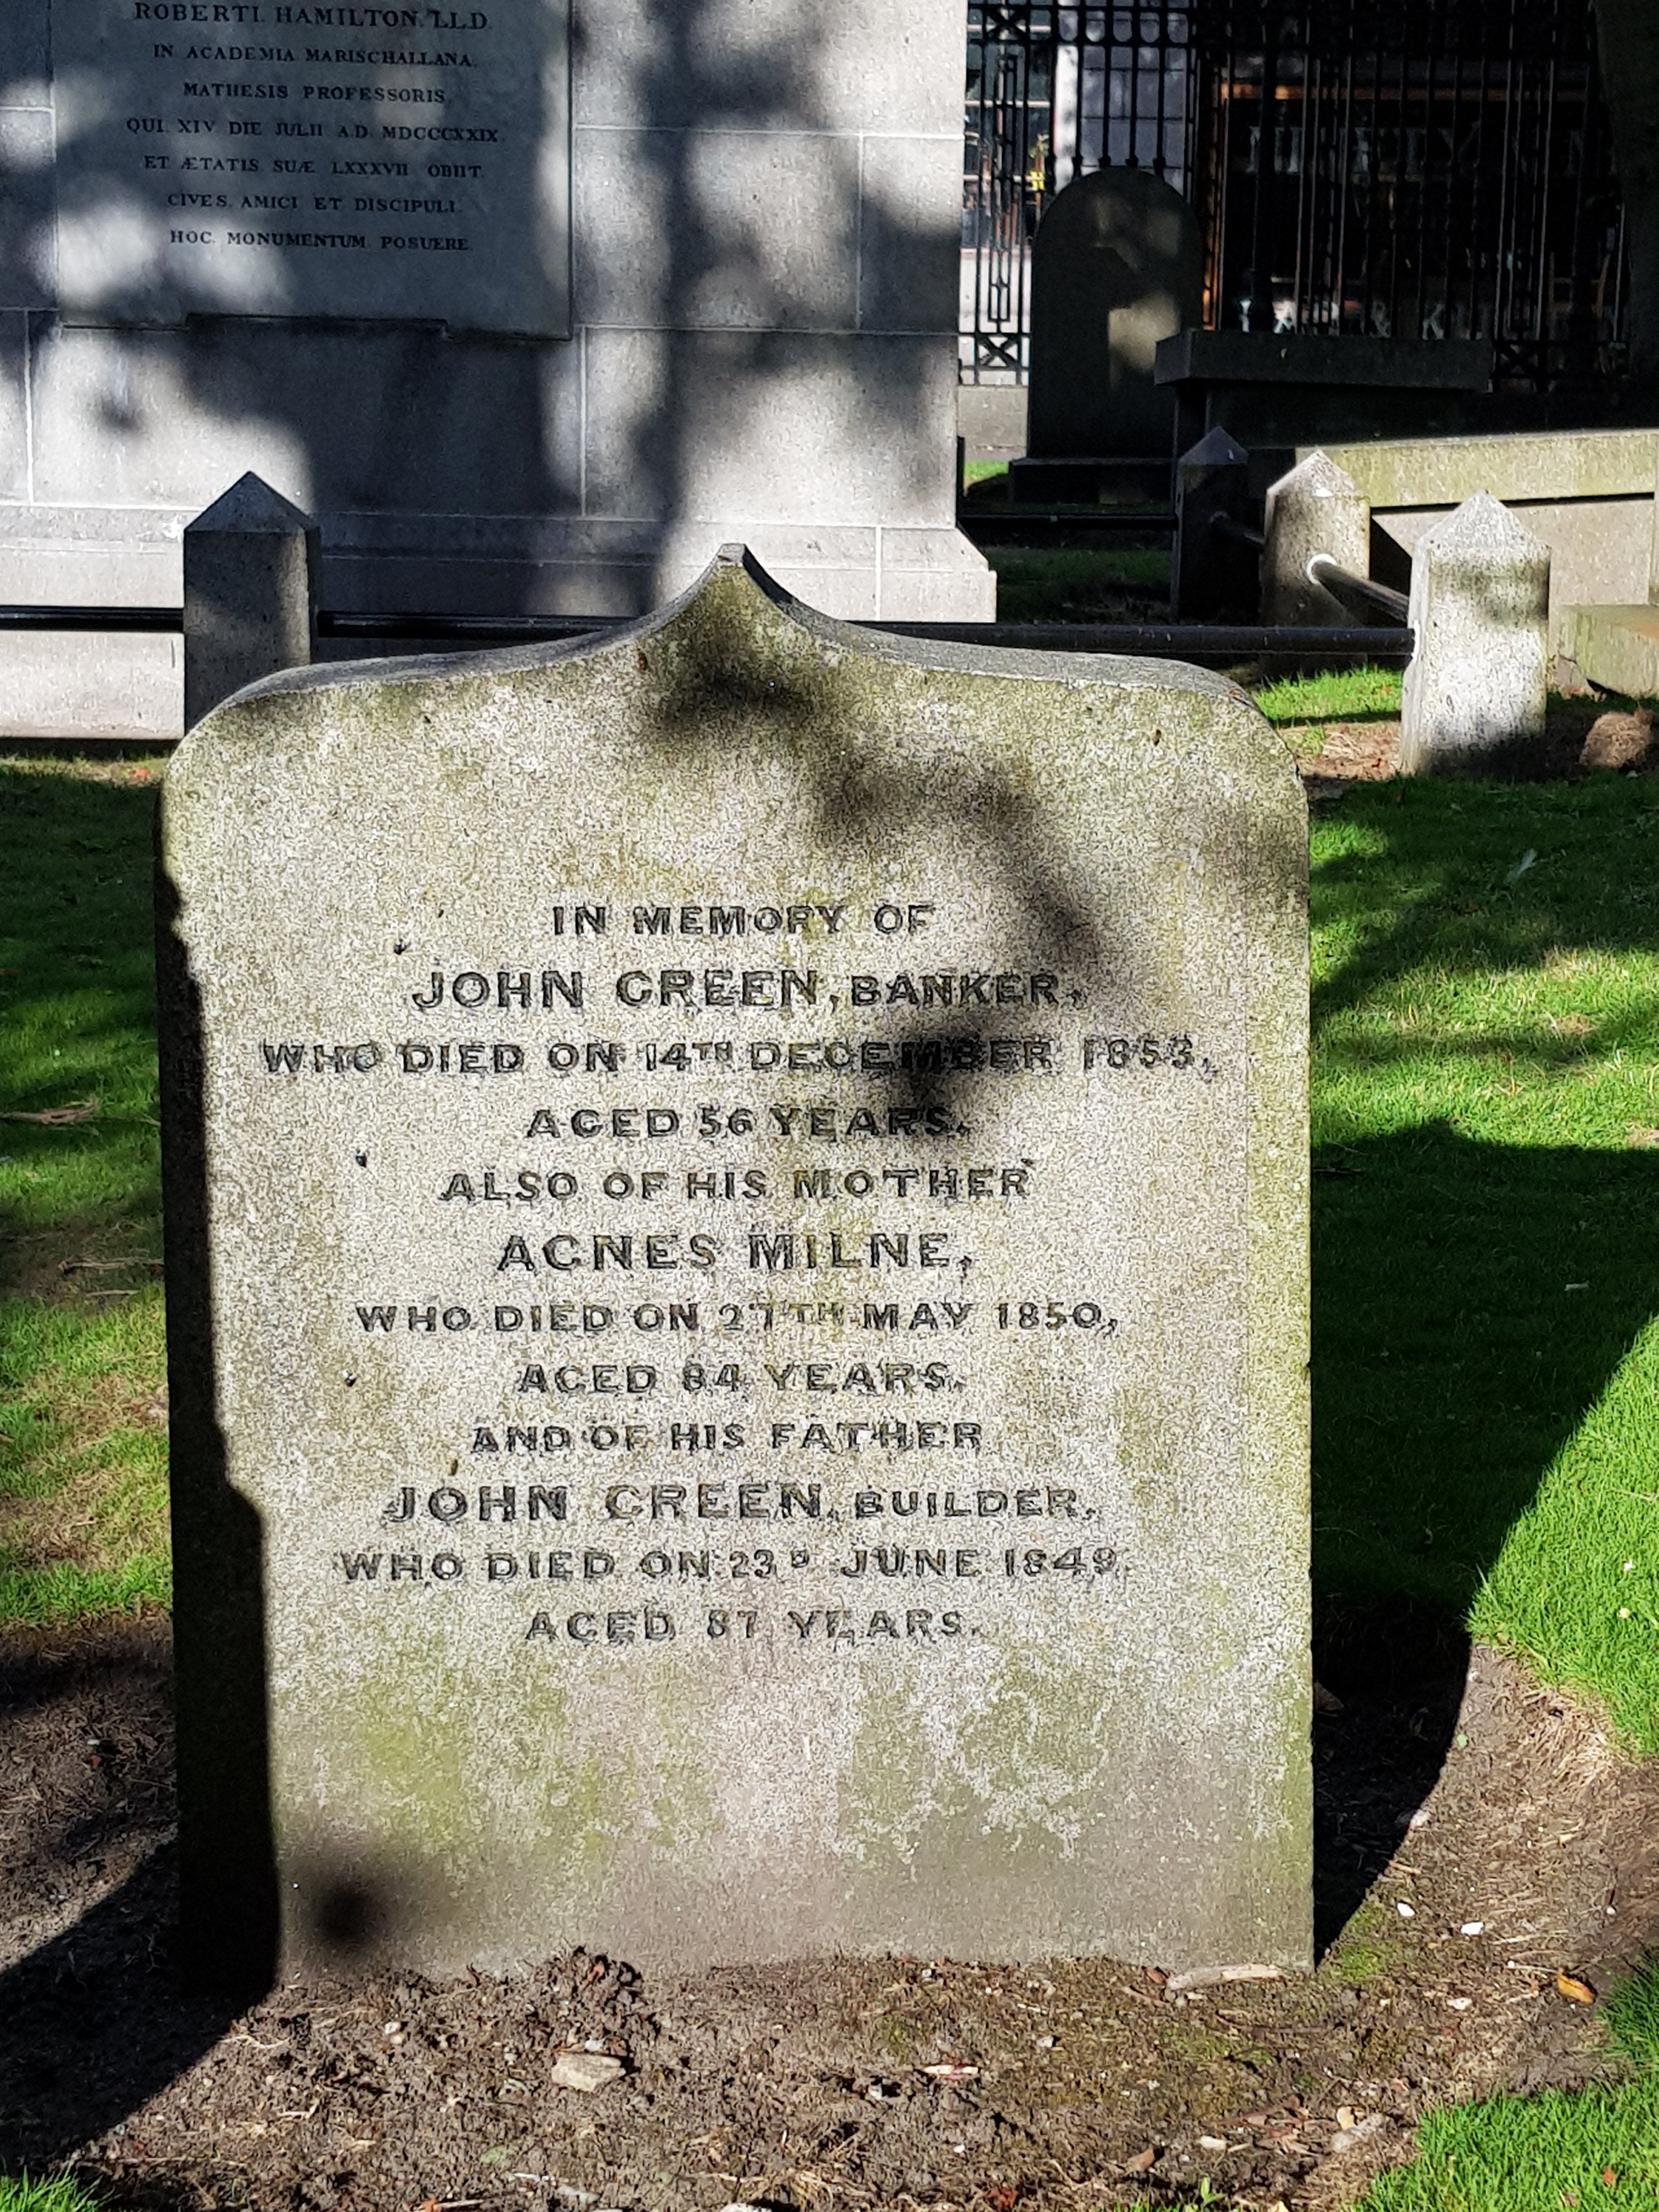 ROBERTI. HAMILTON, LL.D.
IN ACADEMIA MARISCHALLANA.
MATHESIS PROFESSORIS,
QUI. XIV DIE JULII A.D. MDCCCXXIX.
ET ÆTATIS SUÆ LXXXVII OBIIT.
CIVES. AMICI ET DISCIPULI.
HOC. MONUMENTUM POSUERE.
IN MEMORY OF
JOHN GREEN, BANKER,
WHO DIED ON 14TH DECEMBER 1853,
AGED 56 YEARS.
ALSO OF HIS MOTHER
AGNES MILNE,
WHO DIED ON 27TH MAY 1850,
AGED 84 YEARS.
AND OF HIS FATHER
JOHN GREEN, BUILDER,
WHO DIED ON 23D JUNE 1849,
AGED 87 YEARS.